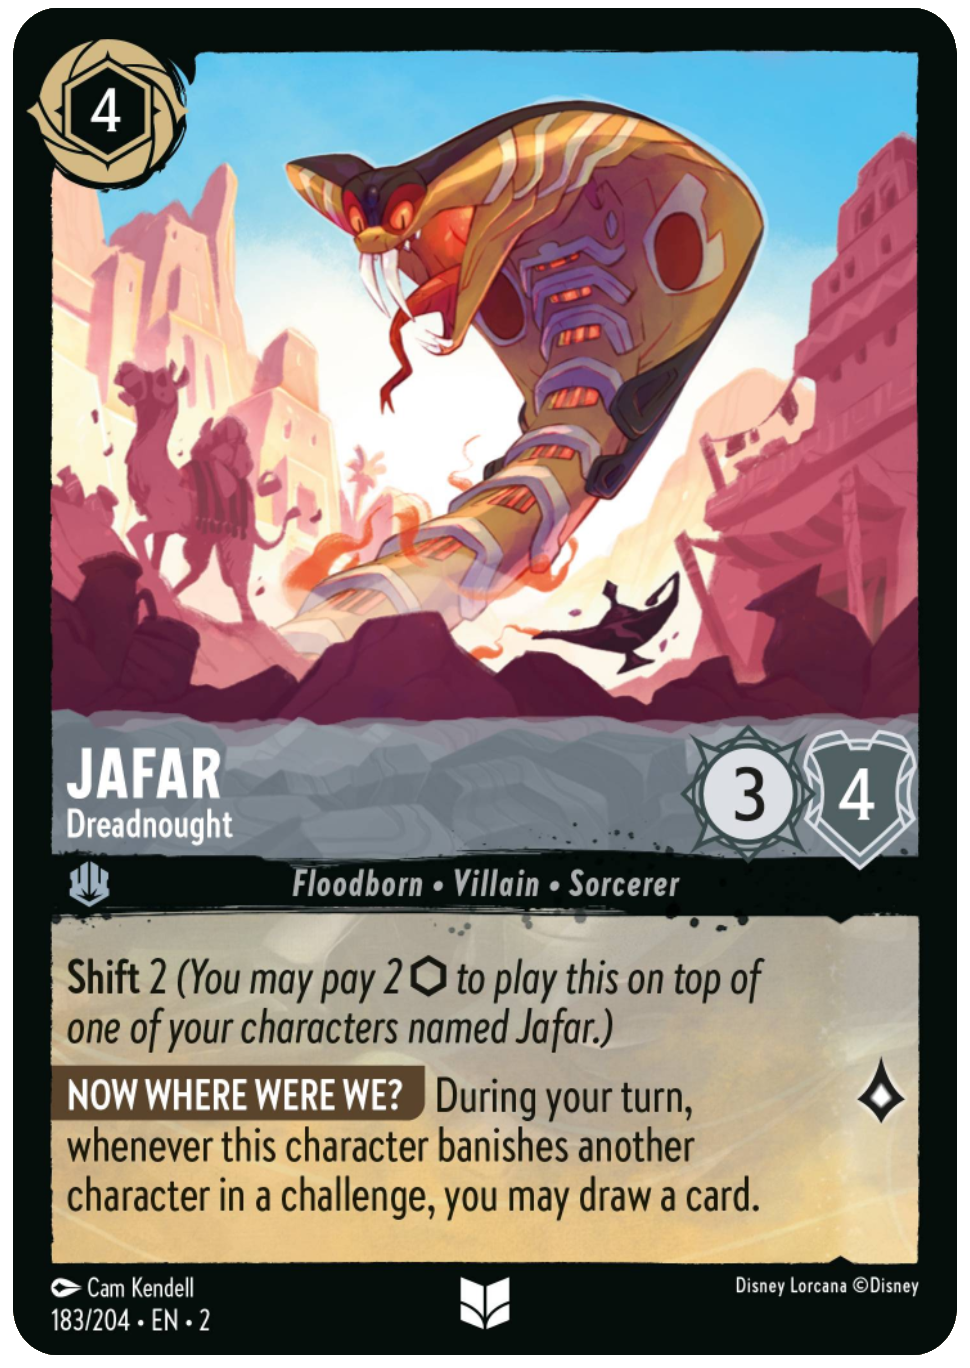 4
JAFAR
Dreadnought
3
4
Floodborn • Villain • Sorcerer
Shift 2 (You may pay 2 ⬡ to play this on top of
one of your characters named Jafar.)
NOW WHERE WERE WE? During your turn,
whenever this character banishes another
character in a challenge, you may draw a card.
Cam Kendell
183/204 • EN • 2
Disney Lorcana ©Disney